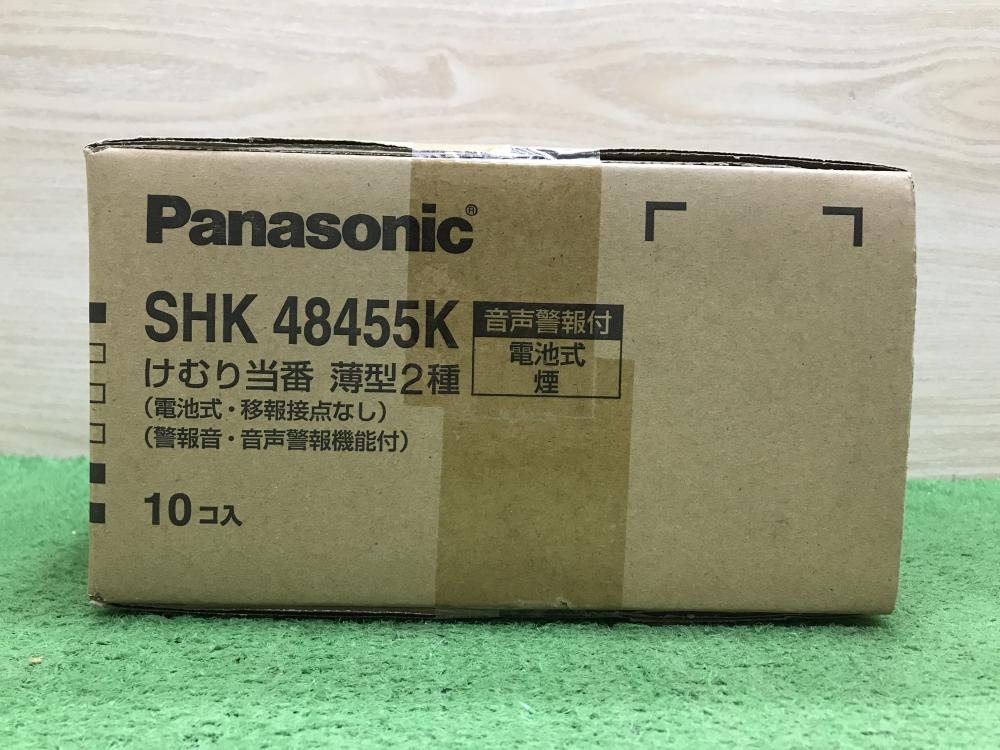 Panasonic®
SHK 48455K
音声警報付
電池式
煙
けむり当番 薄型2種
(電池式・移報接点なし)
(警報音・音声警報機能付)
10コ入